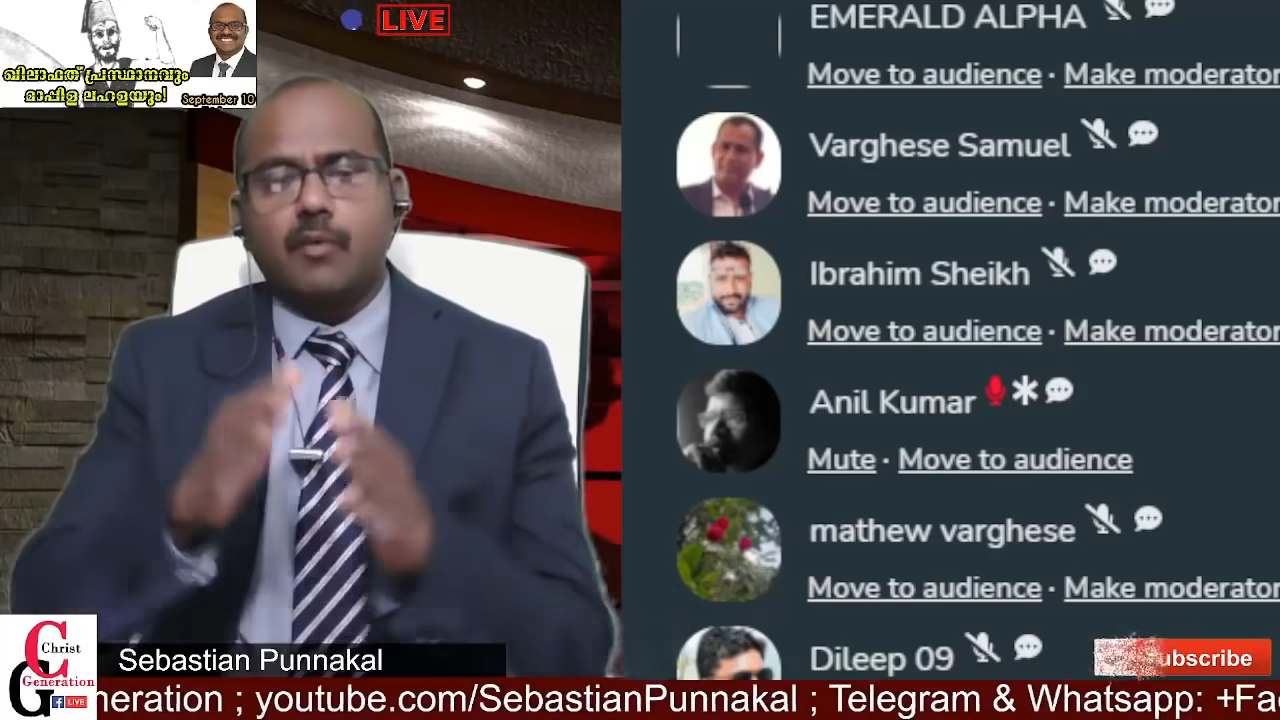 ഖിലാഫത് പ്രസ്ഥാനവും
മാപ്പിള ലഹളയും!
September 10
LIVE
EMERALD ALPHA
Move to audience · Make moderator
Varghese Samuel
Move to audience · Make moderator
Ibrahim Sheikh
Move to audience · Make moderator
Anil Kumar
Mute · Move to audience
mathew varghese
Move to audience · Make moderator
Dileep 09
ubscribe
Christ
Generation
LIVE
Sebastian Punnakal
neration ; youtube.com/SebastianPunnakal ; Telegram & Whatsapp: +Fa